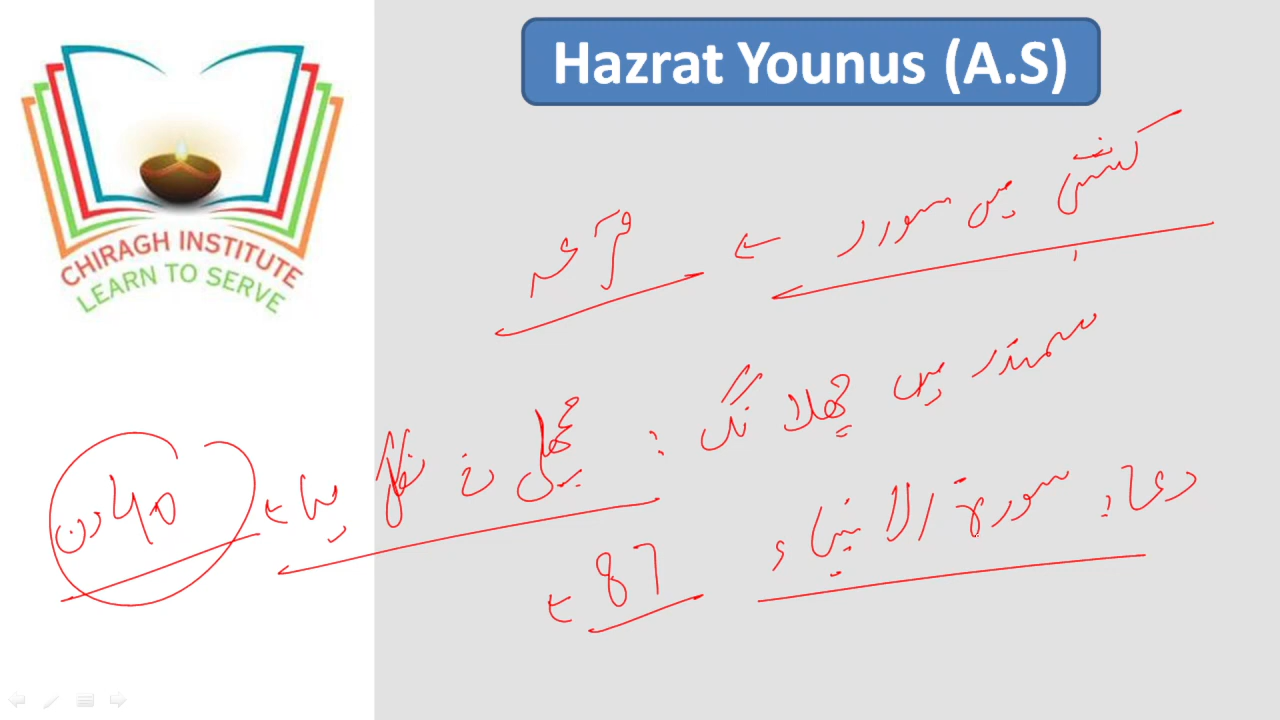 Hazrat Younus (A.S)
CHIRAGH INSTITUTE
LEARN TO SERVE
کشتی میں سوار ← قرعہ
سمندر میں چھلانگ : مچھلی نے نگل لیا ← 40 دن
دعا: سورۃ الانبیاء 87 ←